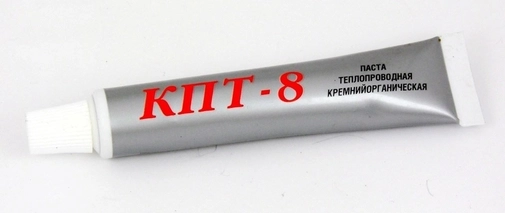 КПТ - 8
ПАСТА
ТЕПЛОПРОВОДНАЯ
КРЕМНИЙОРГАНИЧЕСКАЯ